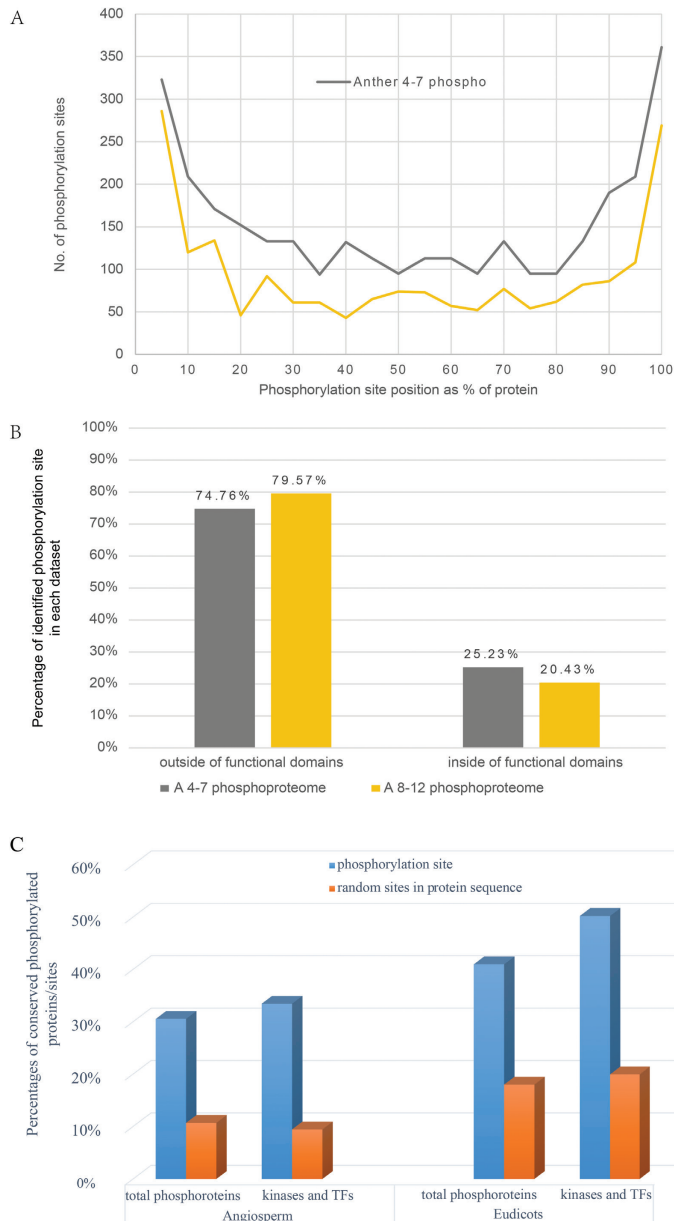 A
400
350
300
250
200
150
100
50
0
No. of phosphorylation sites
Anther 4-7 phospho
0 10 20 30 40 50 60 70 80 90 100
Phosphorylation site position as % of protein
B
100%
90%
80%
70%
60%
50%
40%
30%
20%
10%
0%
Percentage of identified phosphorylation site
in each dataset
74.76%
79.57%
25.23%
20.43%
outside of functional domains
inside of functional domains
A 4-7 phosphoproteome
A 8-12 phosphoproteome
C
60%
50%
40%
30%
20%
10%
0%
Percentages of conserved phosphorylated
proteins/sites
phosphorylation site
random sites in protein sequence
total phosphoroteins
kinases and TFs
total phosphoroteins
kinases and TFs
Angiosperm
Eudicots